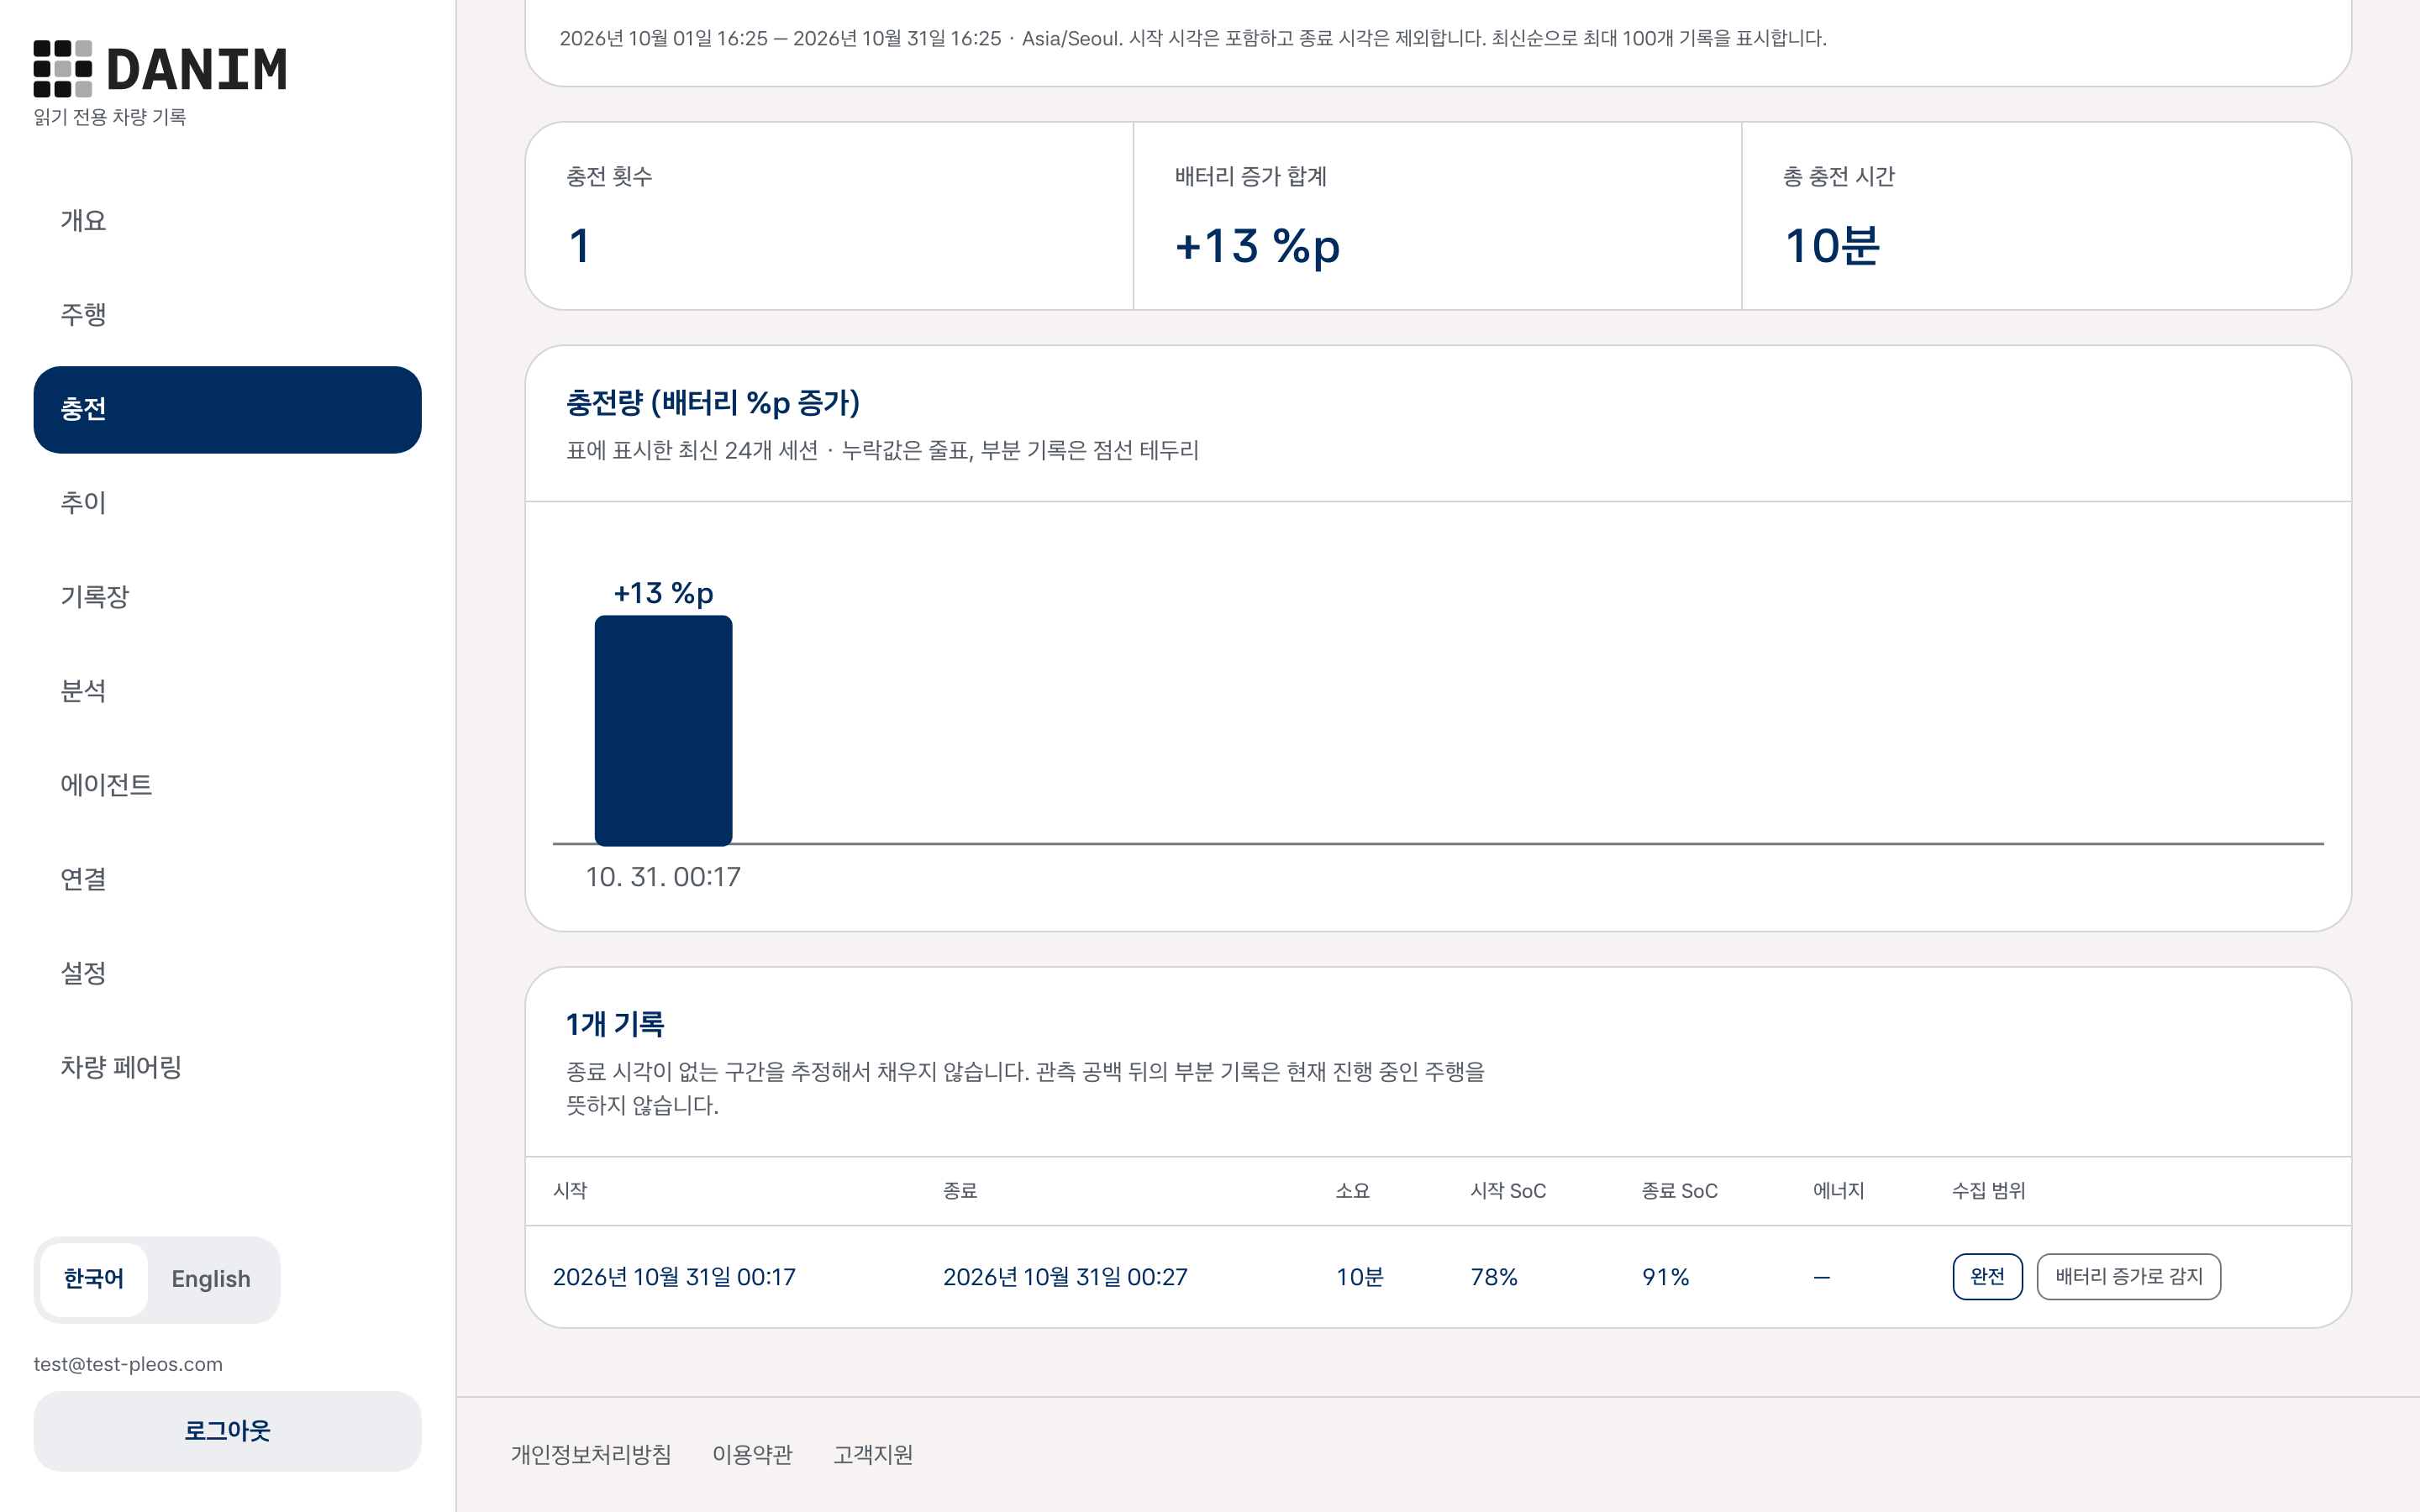 DANIM
읽기 전용 차량 기록
개요
주행
충전
추이
기록장
분석
에이전트
연결
설정
차량 페어링
한국어 English
test@test-pleos.com
로그아웃
2026년 10월 01일 16:25 — 2026년 10월 31일 16:25 · Asia/Seoul. 시작 시각은 포함하고 종료 시각은 제외합니다. 최신순으로 최대 100개 기록을 표시합니다.
충전 횟수
1
배터리 증가 합계
+13 %p
총 충전 시간
10분
충전량 (배터리 %p 증가)
표에 표시한 최신 24개 세션 · 누락값은 줄표, 부분 기록은 점선 테두리
+13 %p
10. 31. 00:17
1개 기록
종료 시각이 없는 구간을 추정해서 채우지 않습니다. 관측 공백 뒤의 부분 기록은 현재 진행 중인 주행을
뜻하지 않습니다.
시작 종료 소요 시작 SoC 종료 SoC 에너지 수집 범위
2026년 10월 31일 00:17 2026년 10월 31일 00:27 10분 78% 91% — 완전 배터리 증가로 감지
개인정보처리방침 이용약관 고객지원